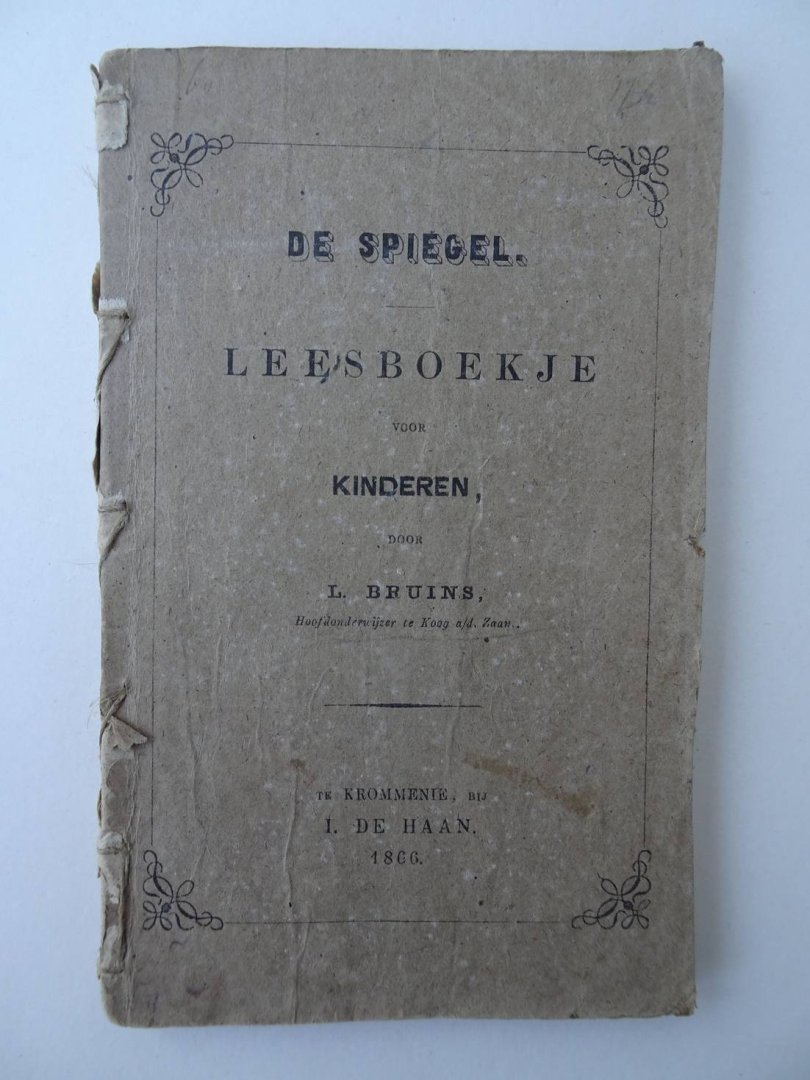 DE SPIEGEL.
LEESBOEKJE
VOOR
KINDEREN,
DOOR
L. BRUINS,
Hoofdonderwijzer te Koog a/d. Zaan.
TE KROMMENIE, BIJ
I. DE HAAN.
1866.